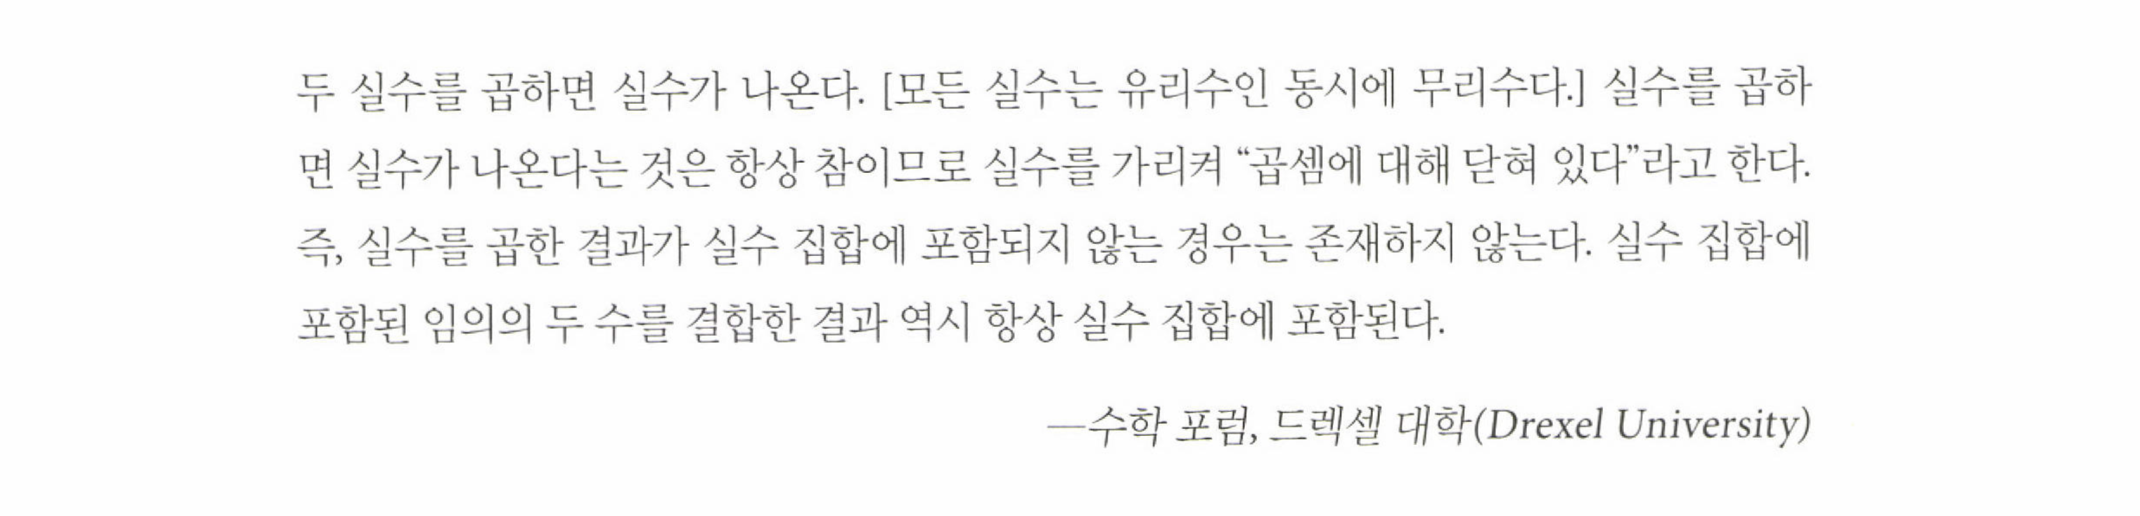 두 실수를 곱하면 실수가 나온다. [모든 실수는 유리수인 동시에 무리수다.] 실수를 곱하
면 실수가 나온다는 것은 항상 참이므로 실수를 가리켜 “곱셈에 대해 닫혀 있다”라고 한다.
즉, 실수를 곱한 결과가 실수 집합에 포함되지 않는 경우는 존재하지 않는다. 실수 집합에
포함된 임의의 두 수를 결합한 결과 역시 항상 실수 집합에 포함된다.
—수학 포럼, 드렉셀 대학(Drexel University)